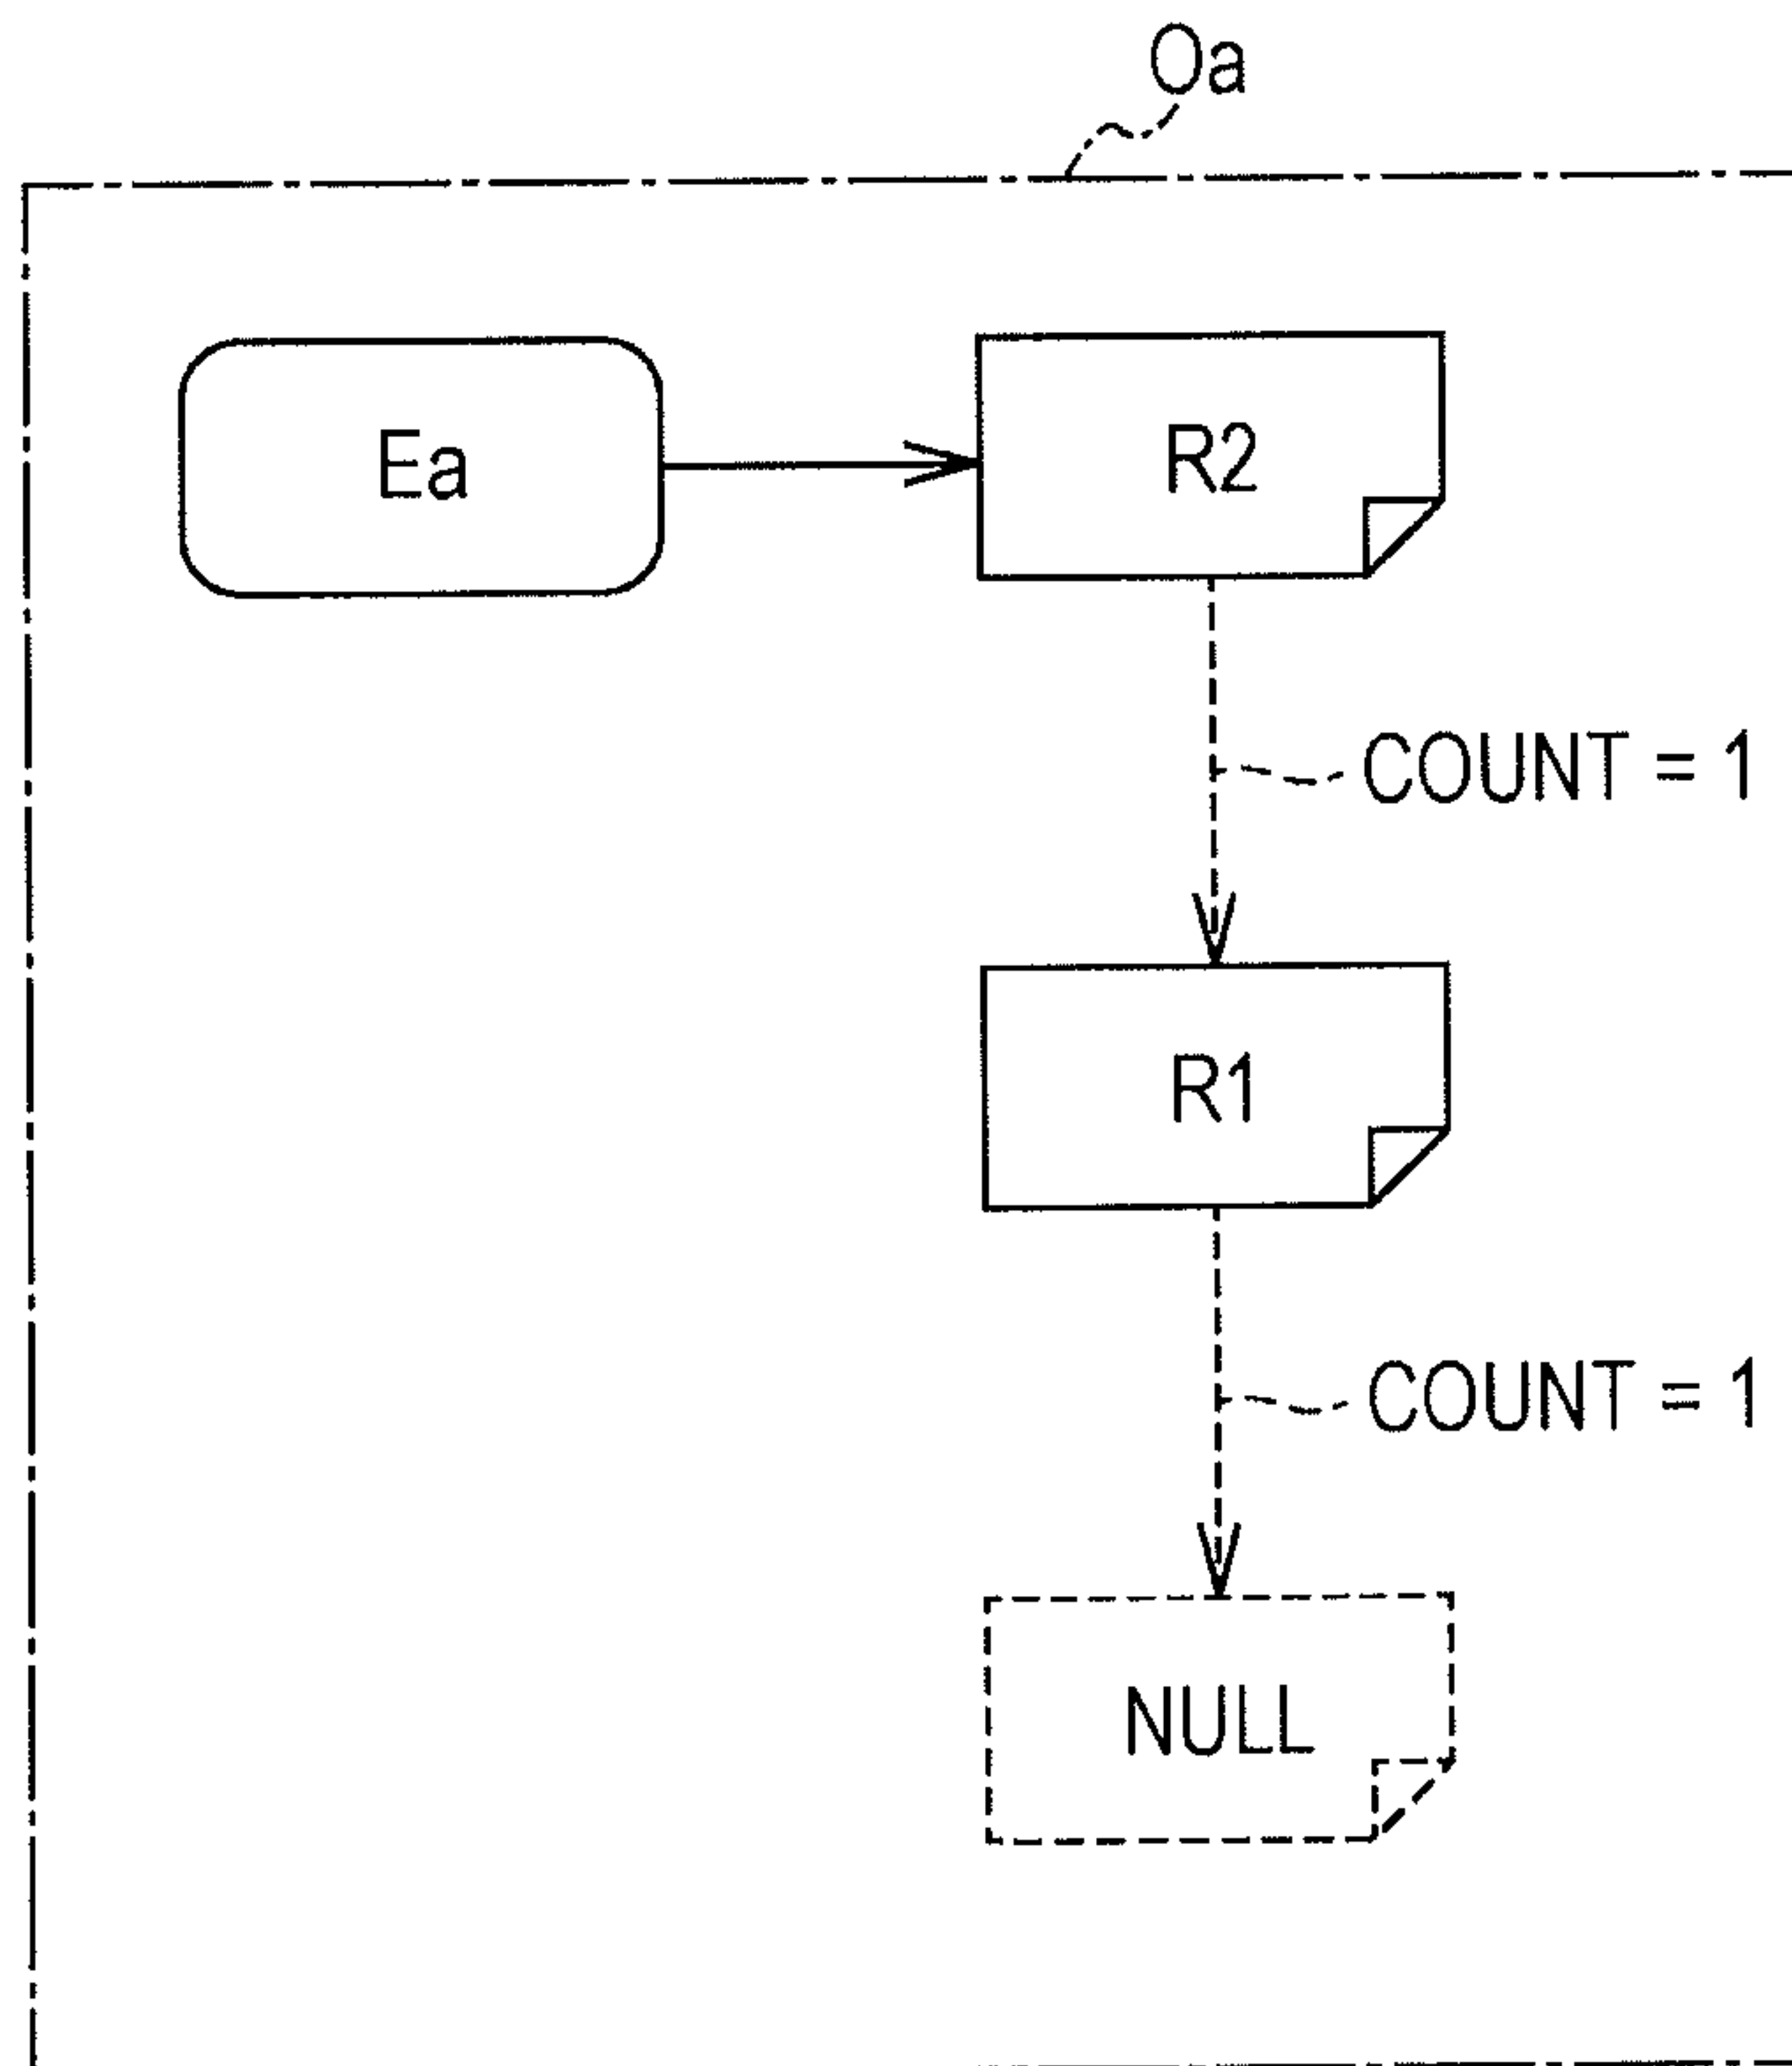 Oa
Ea
R2
COUNT = 1
R1
COUNT = 1
NULL